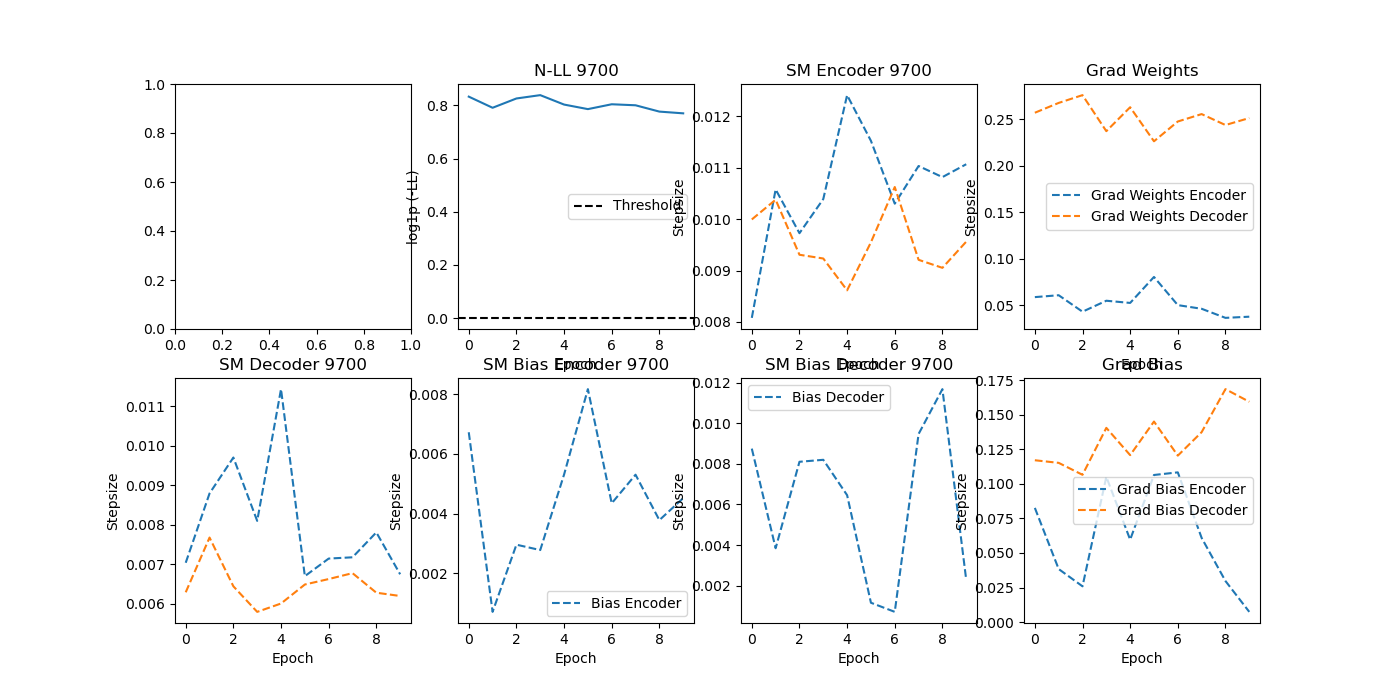 N-LL 9700
SM Encoder 9700
Grad Weights
1.0
0.8
0.6
0.4
0.2
0.0
0.0 0.2 0.4 0.6 0.8 1.0
log1p (-LL)
0.8
0.6
0.4
0.2
0.0
Threshold
0 2 4 6 8
Epoch
Stepsize
0.012
0.011
0.010
0.009
0.008
0 2 4 6 8
Epoch
Stepsize
0.25
0.20
0.15
0.10
0.05
Grad Weights Encoder
Grad Weights Decoder
0 2 4 6 8
Epoch
SM Decoder 9700
SM Bias Encoder 9700
SM Bias Decoder 9700
Grad Bias
Stepsize
0.011
0.010
0.009
0.008
0.007
0.006
0 2 4 6 8
Epoch
Stepsize
0.008
0.006
0.004
0.002
Bias Encoder
0 2 4 6 8
Epoch
Stepsize
0.012
0.010
0.008
0.006
0.004
0.002
Bias Decoder
0 2 4 6 8
Epoch
Stepsize
0.175
0.150
0.125
0.100
0.075
0.050
0.025
0.000
Grad Bias Encoder
Grad Bias Decoder
0 2 4 6 8
Epoch